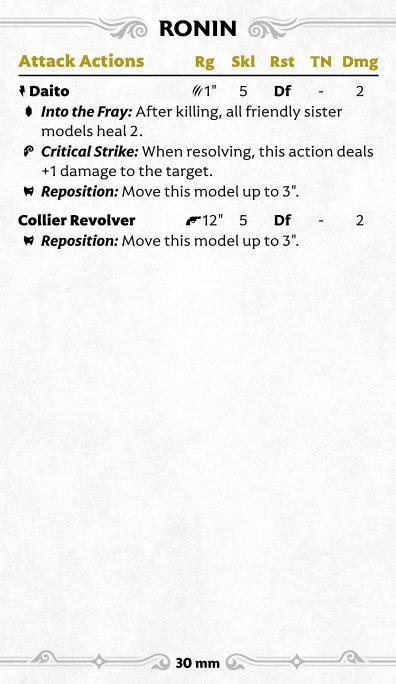 RONIN
Attack Actions Rg Skl Rst TN Dmg
Daito 1" 5 Df - 2
Into the Fray: After killing, all friendly sister
models heal 2.
Critical Strike: When resolving, this action deals
+1 damage to the target.
Reposition: Move this model up to 3".
Collier Revolver 12" 5 Df - 2
Reposition: Move this model up to 3".
30 mm